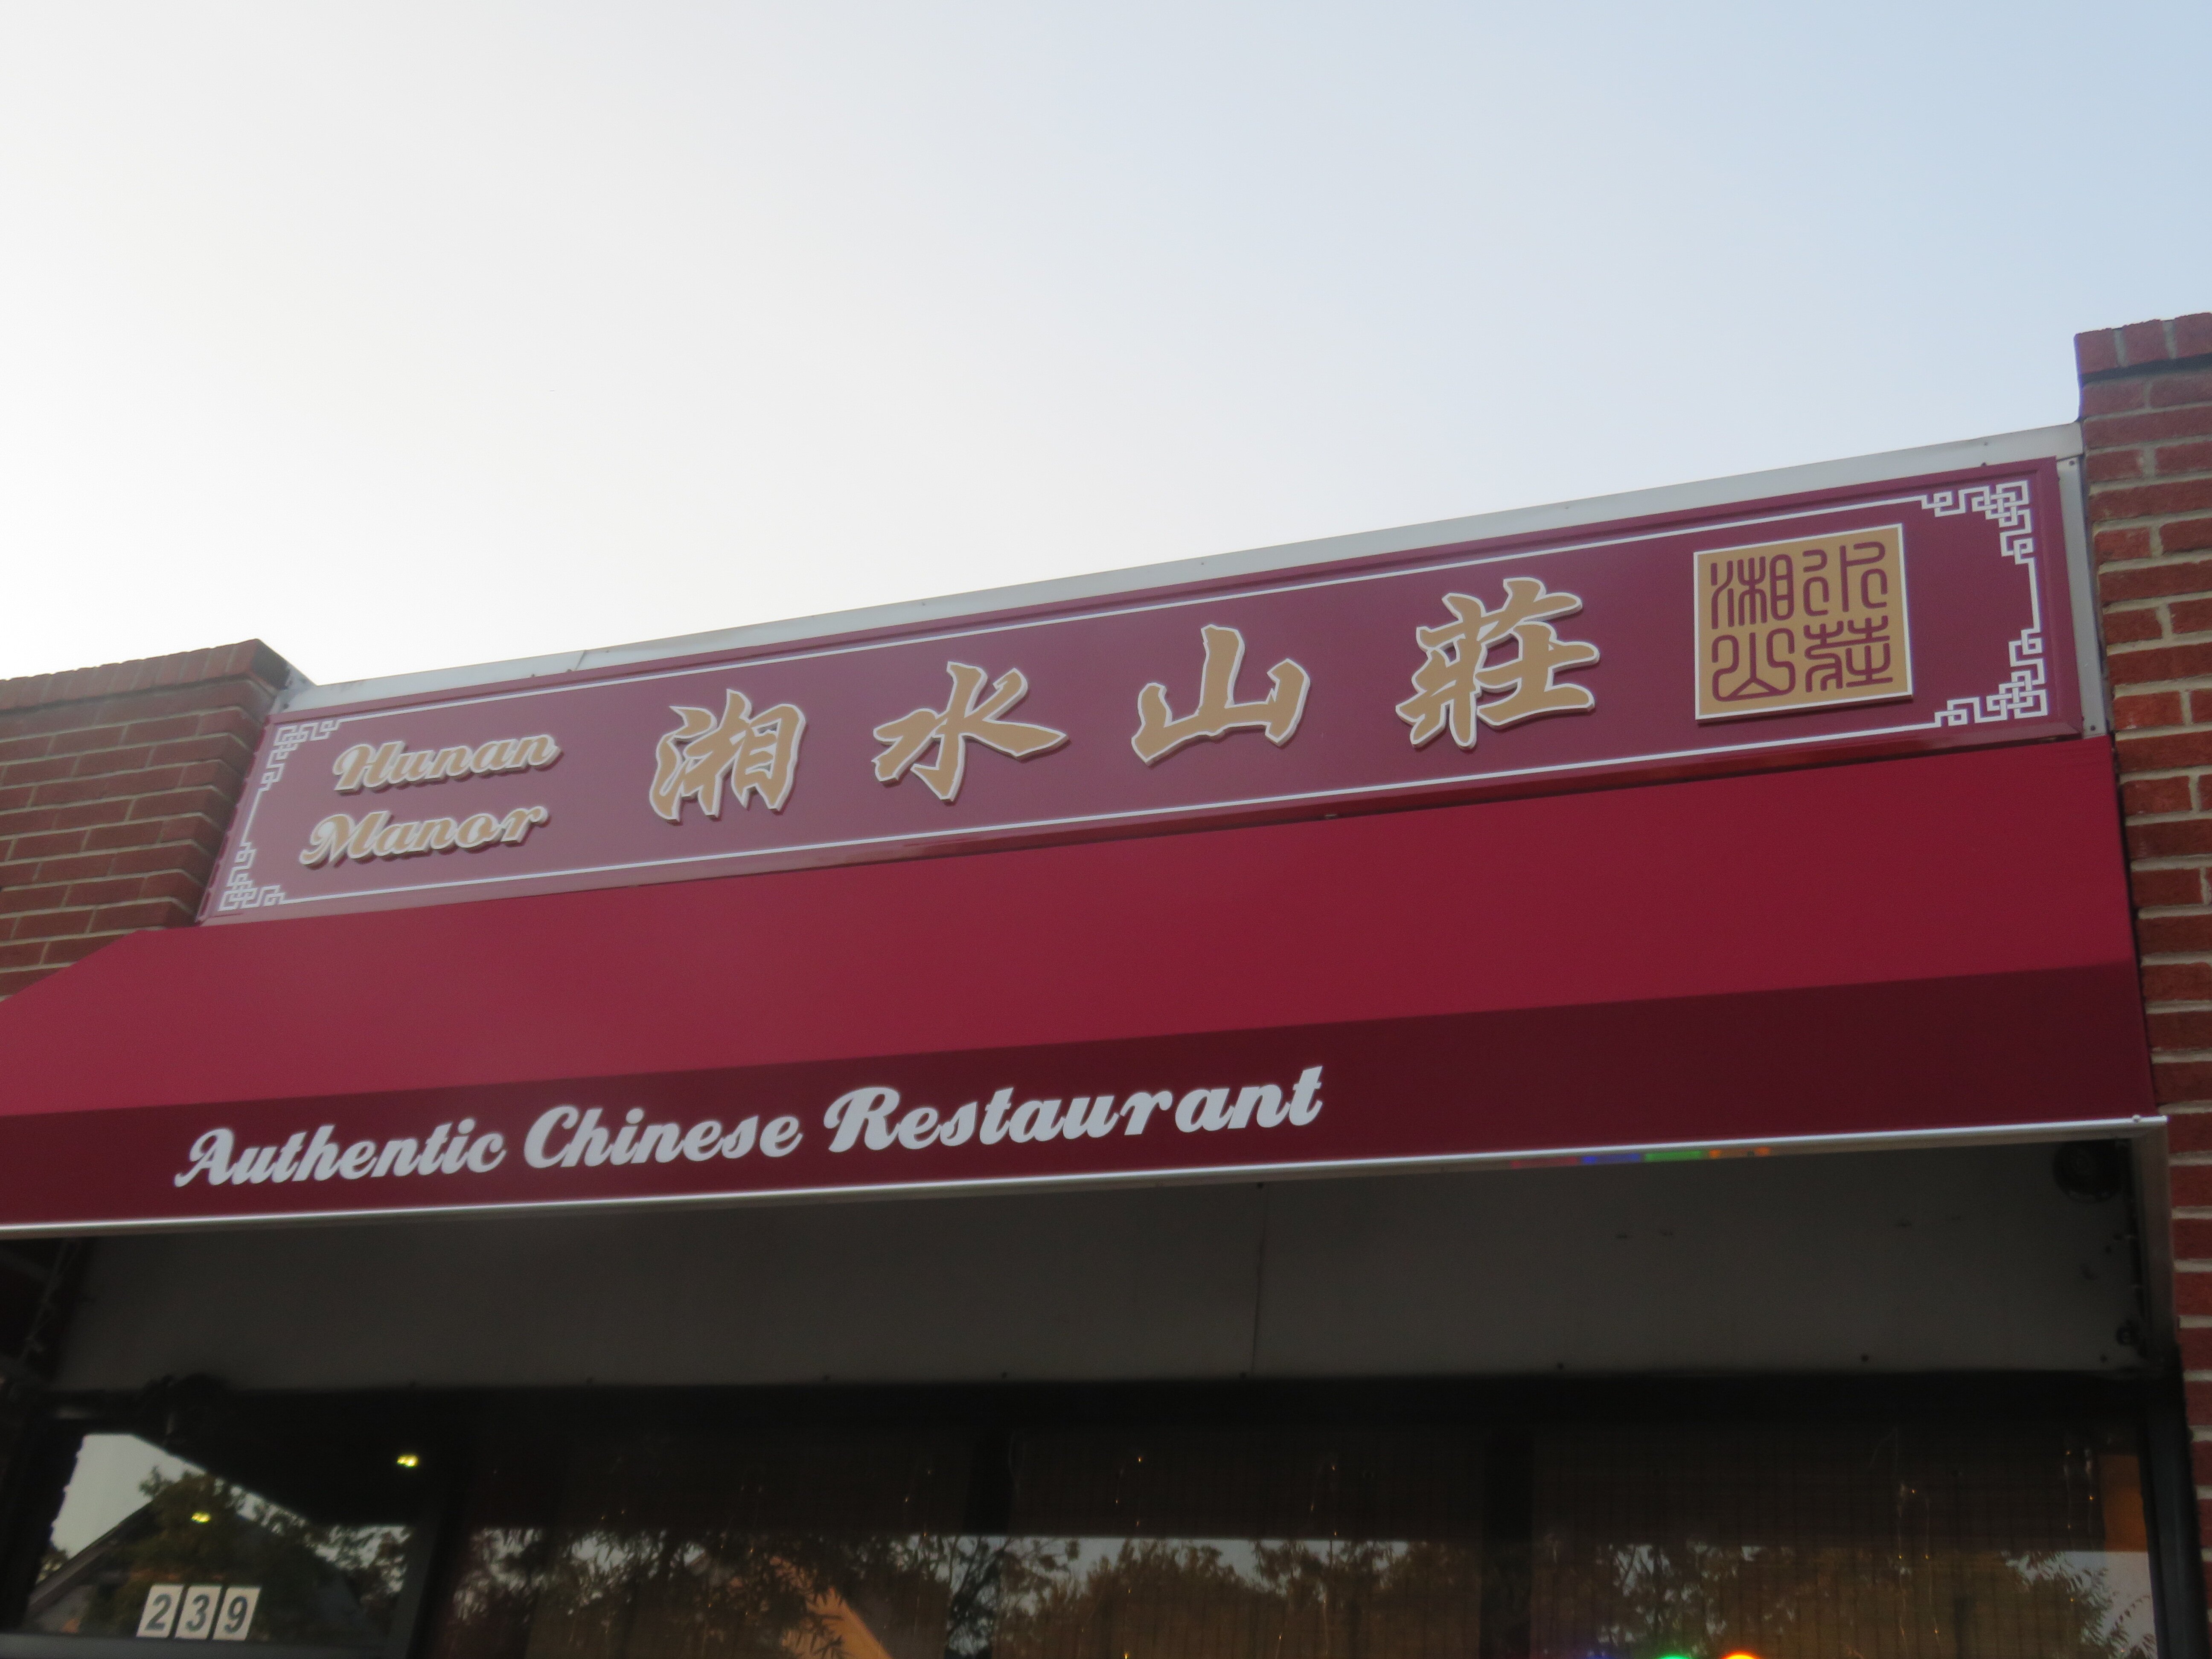 Hunan
Manor
湘水山莊
湘水
山莊
Authentic Chinese Restaurant
239